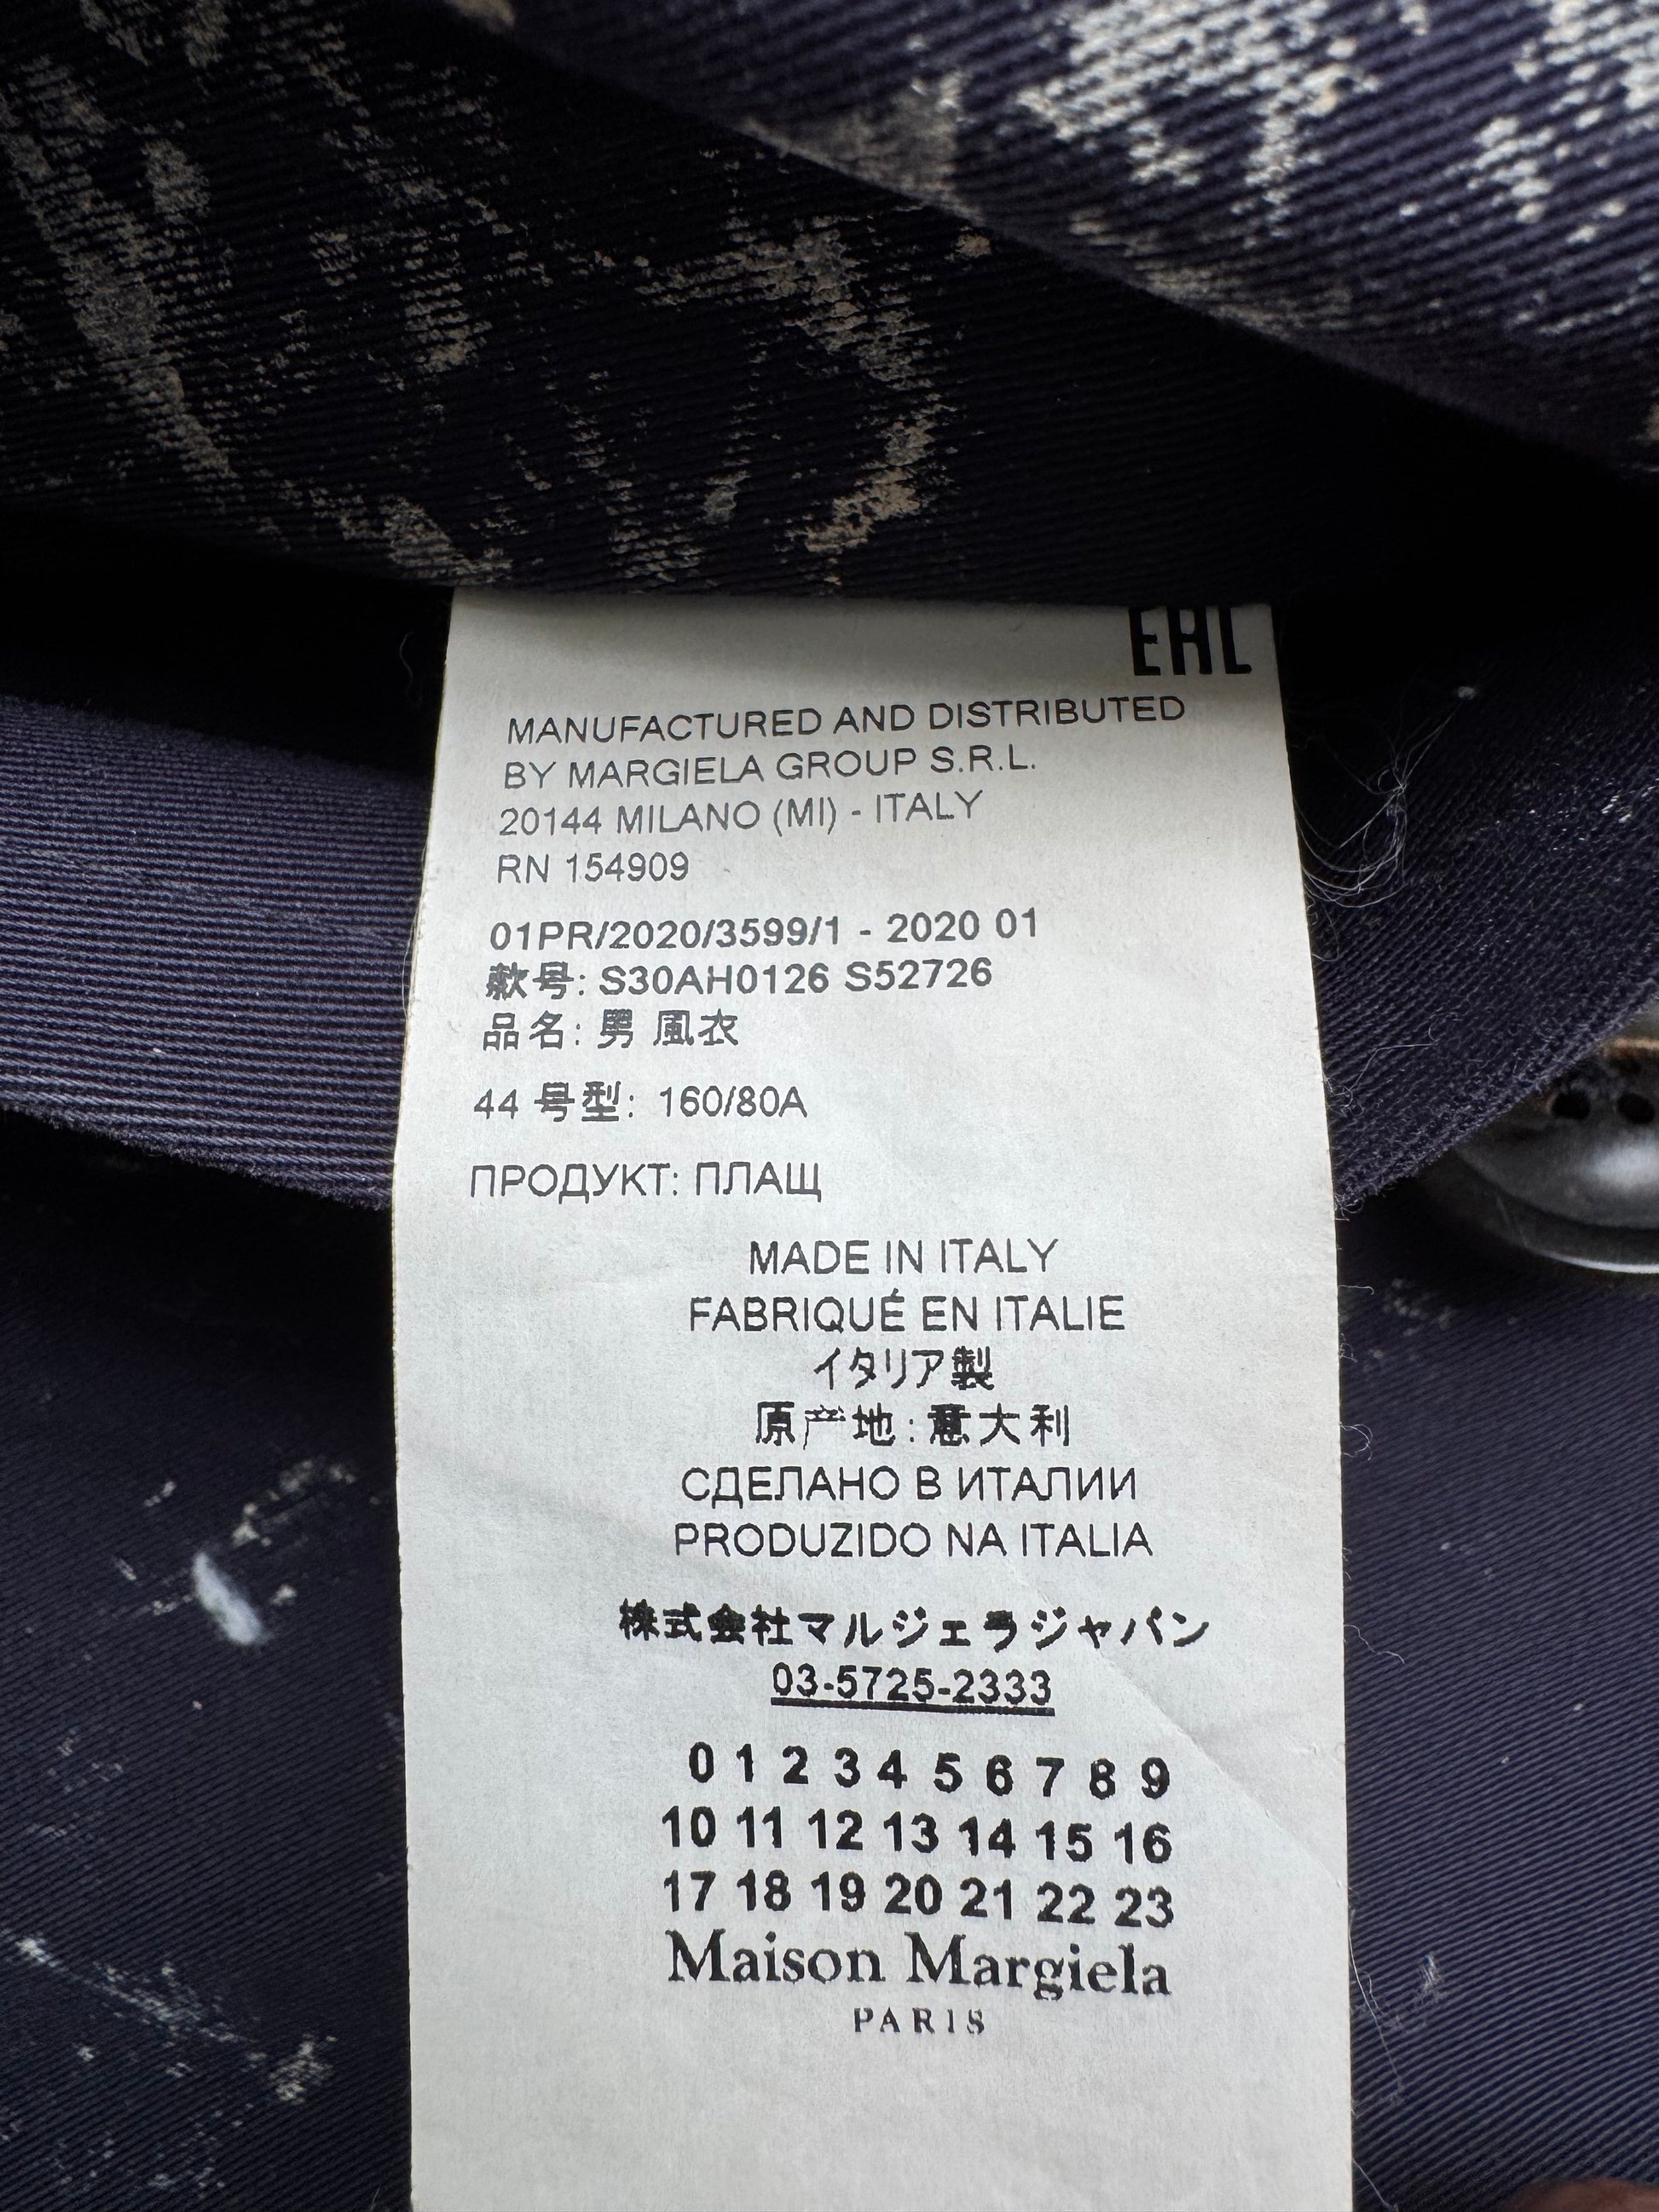 EAC
MANUFACTURED AND DISTRIBUTED
BY MARGIELA GROUP S.R.L.
20144 MILANO (MI) - ITALY
RN 154909
01PR/2020/3599/1 - 2020 01
款号: S30AH0126 S52726
品名: 男 風衣
44 号型: 160/80A
ПРОДУКТ: ПЛАЩ
MADE IN ITALY
FABRIQUÉ EN ITALIE
イタリア製
原产地: 意大利
СДЕЛАНО В ИТАЛИИ
PRODUZIDO NA ITALIA
株式会社マルジェラジャパン
03-5725-2333
0 1 2 3 4 5 6 7 8 9
10 11 12 13 14 15 16
17 18 19 20 21 22 23
Maison Margiela
PARIS